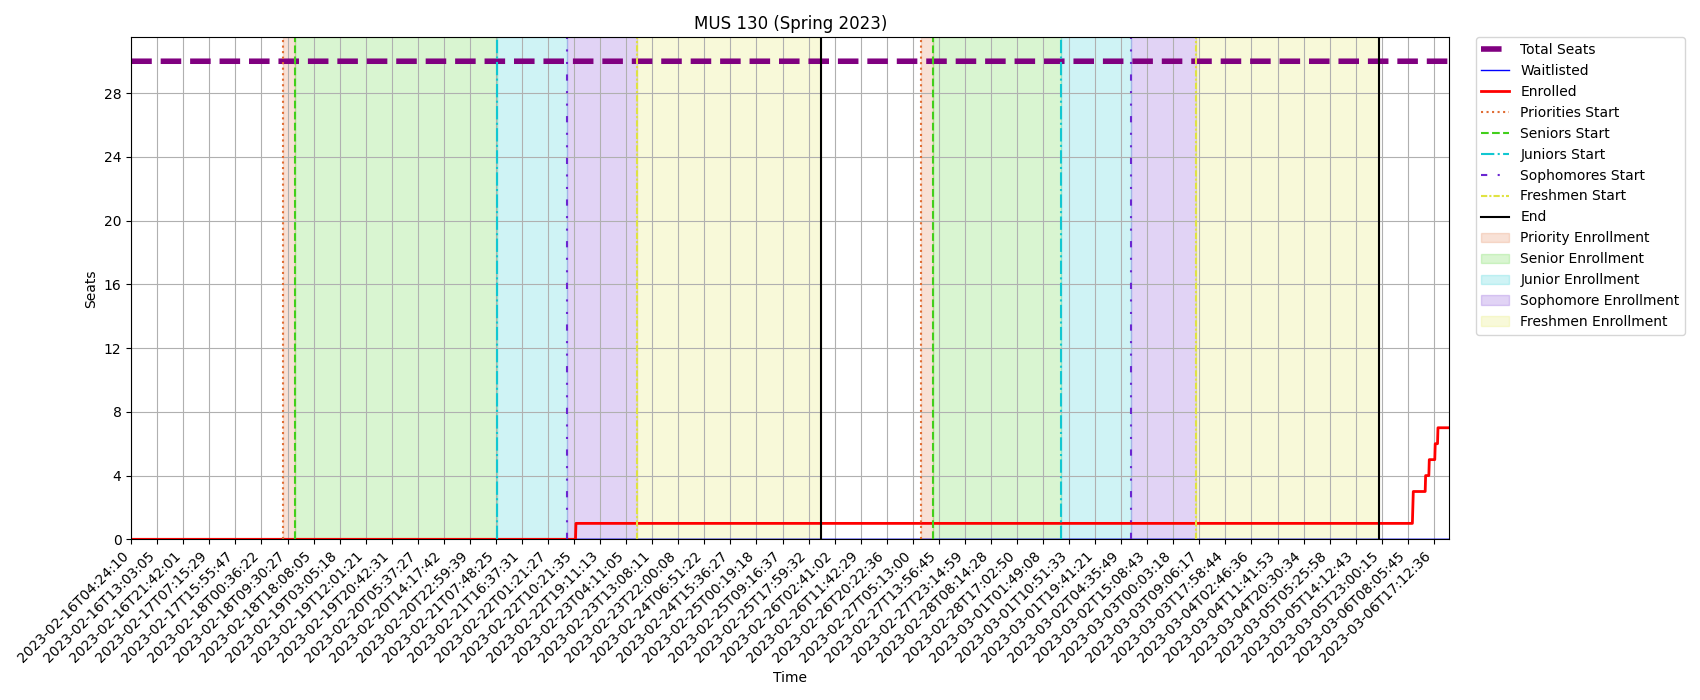 MUS 130 (Spring 2023)
Total Seats
Waitlisted
Enrolled
Priorities Start
Seniors Start
Juniors Start
Sophomores Start
Freshmen Start
End
Priority Enrollment
Senior Enrollment
Junior Enrollment
Sophomore Enrollment
Freshmen Enrollment
Seats
28
24
20
16
12
8
4
0
2023-02-16T04:24:10
2023-02-16T13:03:05
2023-02-16T21:42:01
2023-02-17T07:15:29
2023-02-17T15:55:47
2023-02-18T00:36:22
2023-02-18T09:30:27
2023-02-18T18:08:05
2023-02-19T03:05:18
2023-02-19T12:01:21
2023-02-19T20:42:31
2023-02-20T05:37:27
2023-02-20T14:17:42
2023-02-20T22:59:39
2023-02-21T07:48:25
2023-02-21T16:37:31
2023-02-22T01:21:27
2023-02-22T10:21:35
2023-02-22T19:11:13
2023-02-23T04:11:05
2023-02-23T13:08:11
2023-02-23T22:00:08
2023-02-24T06:51:22
2023-02-24T15:36:27
2023-02-25T00:19:18
2023-02-25T09:16:37
2023-02-25T17:59:32
2023-02-26T02:41:02
2023-02-26T11:42:29
2023-02-26T20:22:36
2023-02-27T05:13:00
2023-02-27T13:56:45
2023-02-27T23:14:59
2023-02-28T08:14:28
2023-02-28T17:02:50
2023-03-01T01:49:08
2023-03-01T10:51:33
2023-03-01T19:41:21
2023-03-02T04:35:49
2023-03-02T15:08:43
2023-03-03T00:03:18
2023-03-03T09:06:17
2023-03-03T17:58:44
2023-03-04T02:46:36
2023-03-04T11:41:53
2023-03-04T20:30:34
2023-03-05T05:25:58
2023-03-05T14:12:43
2023-03-05T23:00:15
2023-03-06T08:05:45
2023-03-06T17:12:36
Time